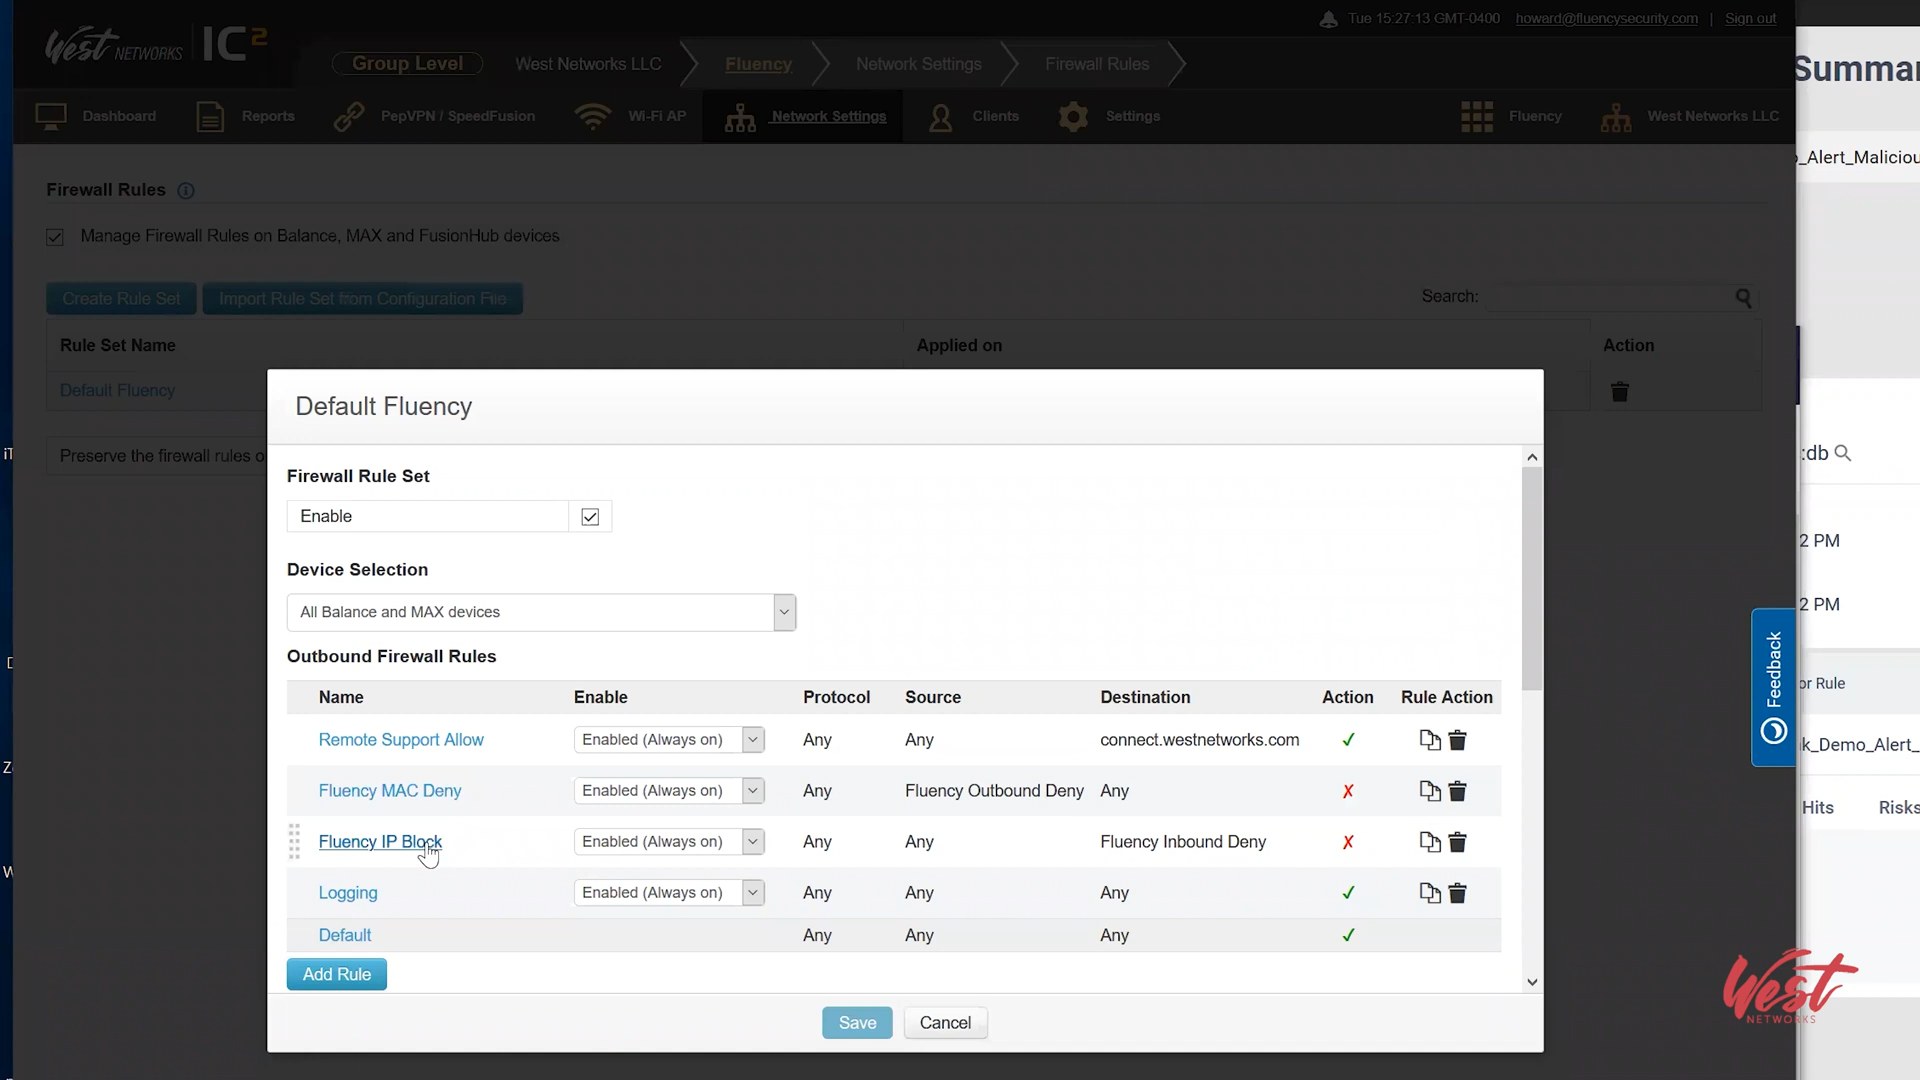 Tue 15:27:13 GMT-0400 howard@fluencysecurity.com | Sign out
West NETWORKS IC2
Group Level West Networks LLC Fluency Network Settings Firewall Rules
Summar
Dashboard Reports PepVPN / SpeedFusion Wi-Fi AP Network Settings Clients Settings Fluency West Networks LLC
_Alert_Maliciou
Firewall Rules
Manage Firewall Rules on Balance, MAX and FusionHub devices
Create Rule Set Import Rule Set from Configuration File Search:
Rule Set Name Applied on Action
Default Fluency
Preserve the firewall rules o
Default Fluency
iT
:db
Firewall Rule Set
Enable
2 PM
Device Selection
All Balance and MAX devices
2 PM
Outbound Firewall Rules
Feedback
or Rule
Name Enable Protocol Source Destination Action Rule Action
Remote Support Allow Enabled (Always on) Any Any connect.westnetworks.com ✓
k_Demo_Alert_
Fluency MAC Deny Enabled (Always on) Any Fluency Outbound Deny Any ✗
Hits Risks
Fluency IP Block Enabled (Always on) Any Any Fluency Inbound Deny ✗
Logging Enabled (Always on) Any Any Any ✓
Default Any Any Any ✓
Add Rule
Save Cancel
West
NETWORKS